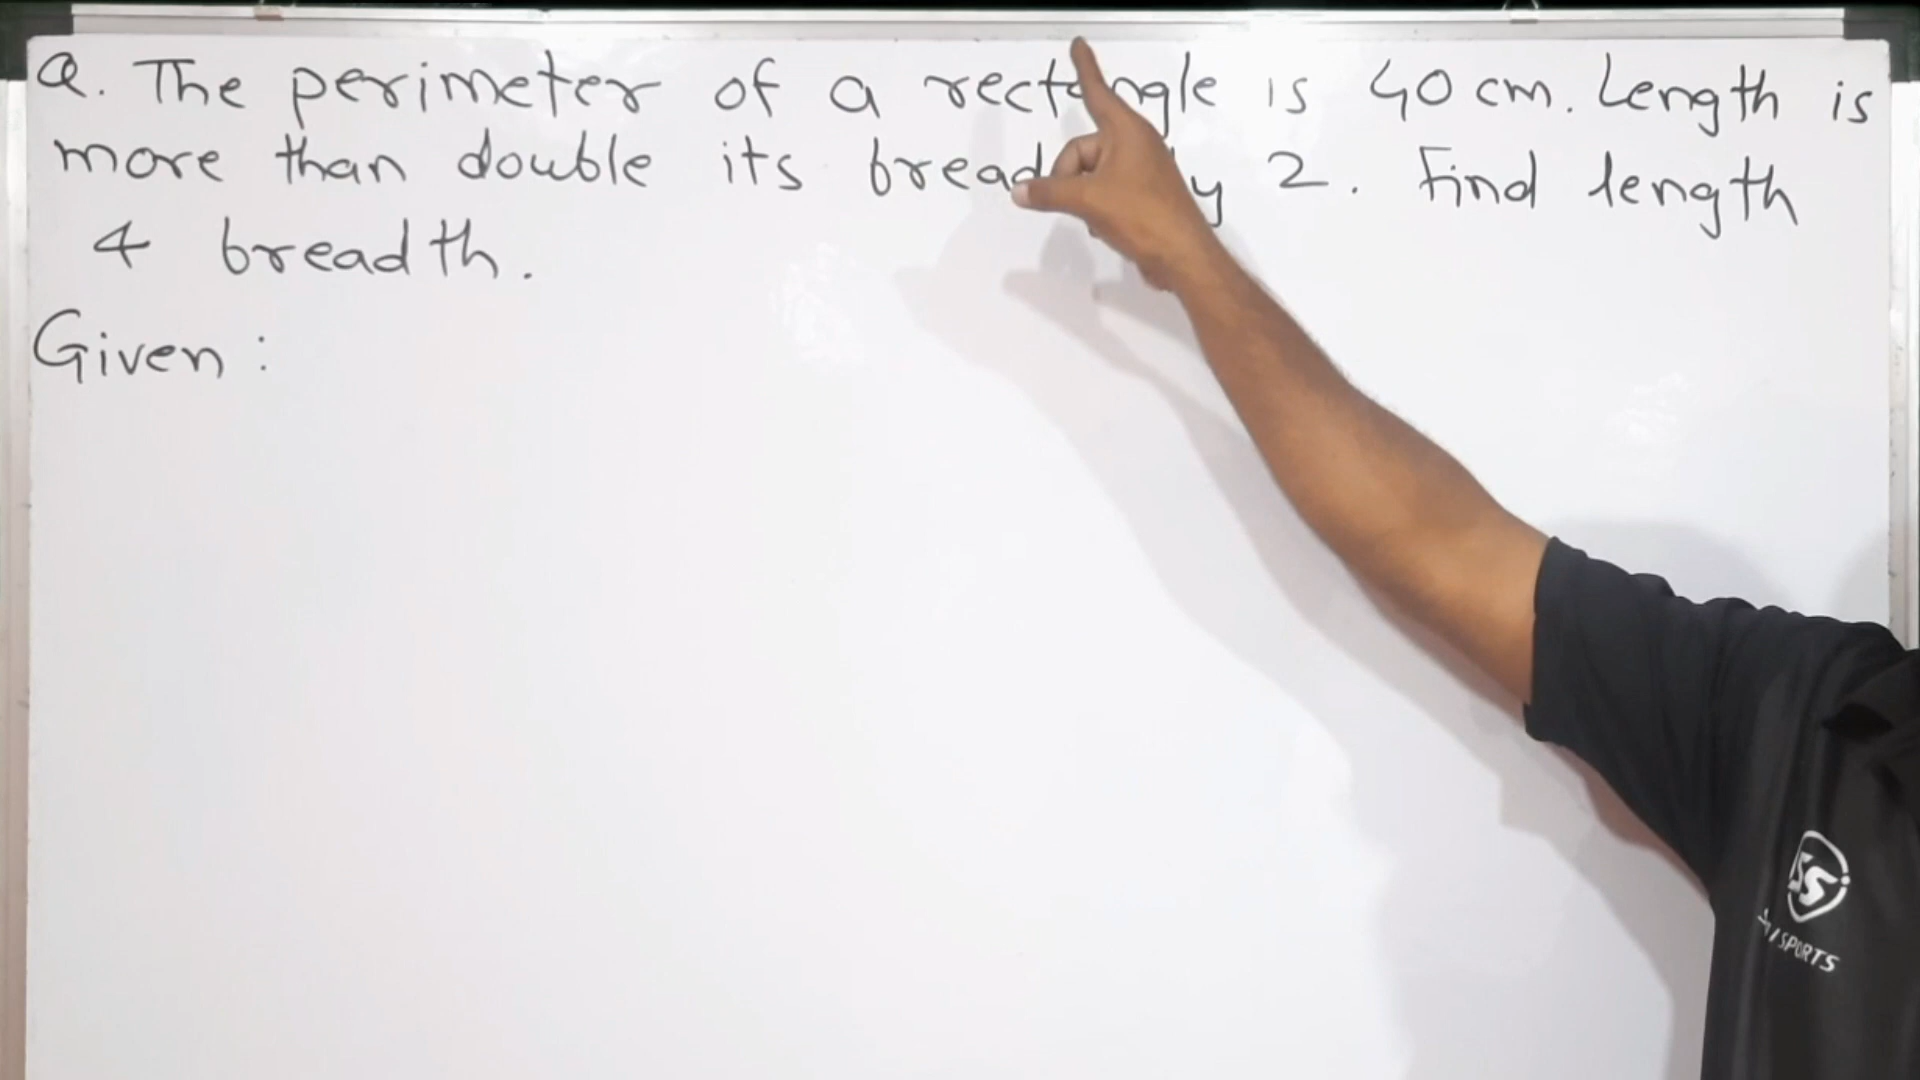 Q. The perimeter of a rectangle is 40 cm. Length is
more than double its 2. Find length
& breadth.
Given :
SS
SPORTS